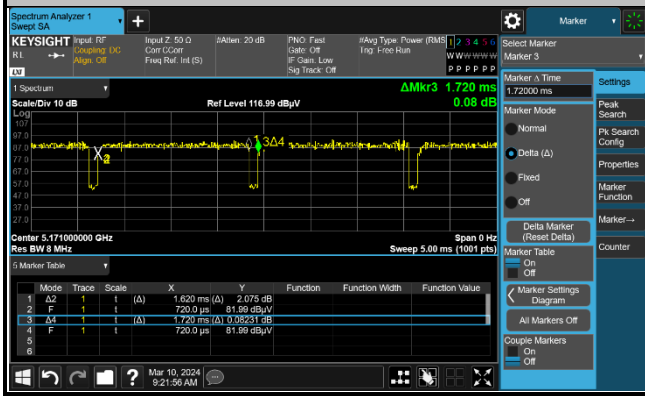 Spectrum Analyzer 1
Swept SA
Marker
KEYSIGHT Input: RF Input Z: 50 Ω #Atten: 20 dB PNO: Fast #Avg Type: Power (RMS 1 2 3 4 5 6
RL Coupling: DC Corr CCorr Gate: Off Trig: Free Run W W W W W W
Align: Off Freq Ref: Int (S) IF Gain: Low P P P P P P
Sig Track: Off
LXI
Select Marker
Marker 3
1 Spectrum ΔMkr3 1.720 ms
Scale/Div 10 dB Ref Level 116.99 dBµV 0.08 dB
Log
107
97.0
87.0
77.0
67.0
57.0
47.0
37.0
27.0
2
1 3Δ4
Center 5.171000000 GHz Span 0 Hz
Res BW 8 MHz Sweep 5.00 ms (1001 pts)
5 Marker Table
Mode Trace Scale X Y Function Function Width Function Value
1 Δ2 1 t (Δ) 1.620 ms (Δ) 2.075 dB
2 F 1 t 720.0 µs 81.99 dBµV
3 Δ4 1 t (Δ) 1.720 ms (Δ) 0.08231 dB
4 F 1 t 720.0 µs 81.99 dBµV
5
6
Marker Δ Time
1.72000 ms
Marker Mode
Normal
Delta (Δ)
Fixed
Off
Delta Marker
(Reset Delta)
Marker Table
On
Off
Marker Settings
Diagram
All Markers Off
Couple Markers
On
Off
Settings
Peak
Search
Pk Search
Config
Properties
Marker
Function
Marker→
Counter
? Mar 10, 2024
9:21:56 AM